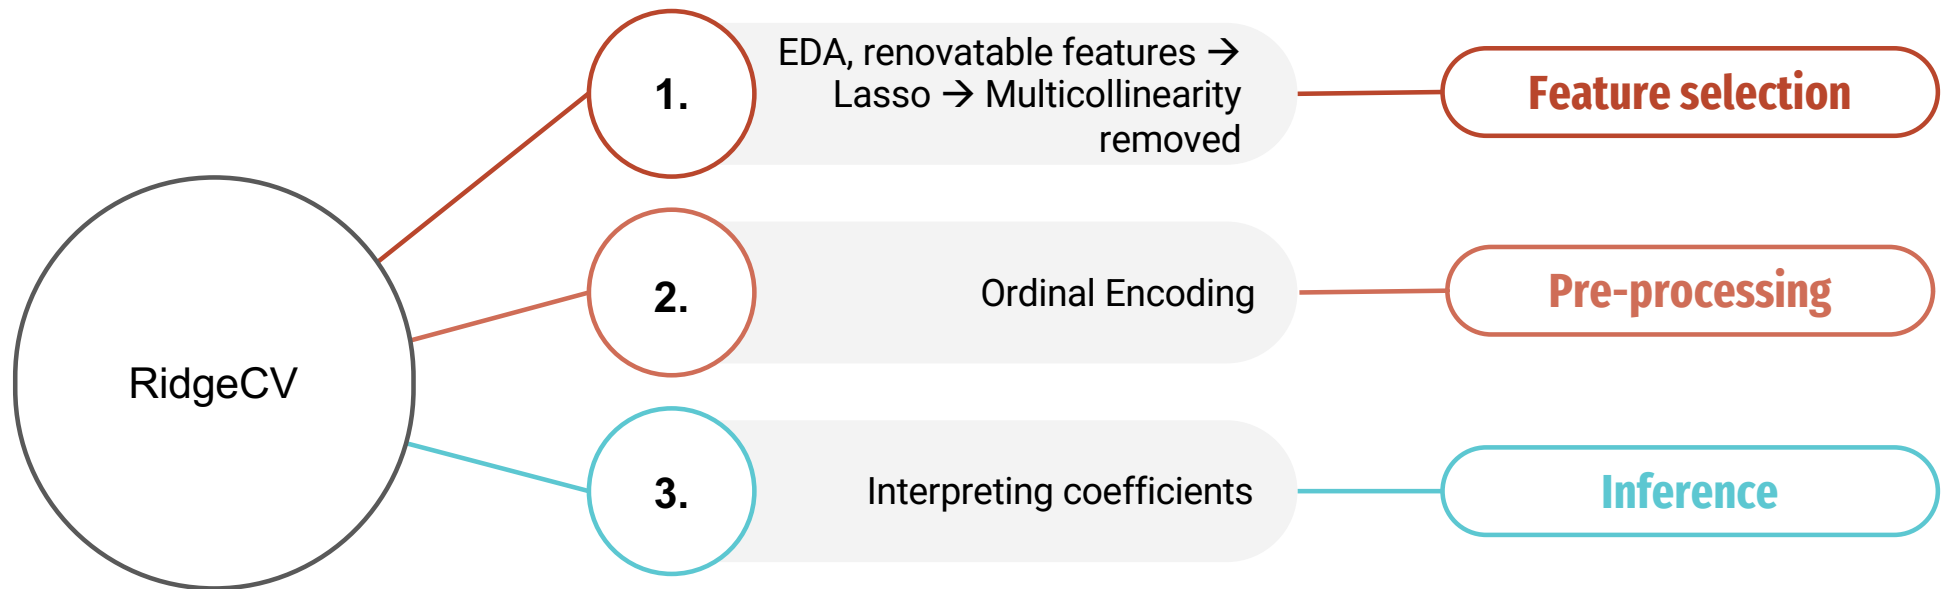 RidgeCV
1.
EDA, renovatable features →
Lasso → Multicollinearity
removed
Feature selection
2.
Ordinal Encoding
Pre-processing
3.
Interpreting coefficients
Inference